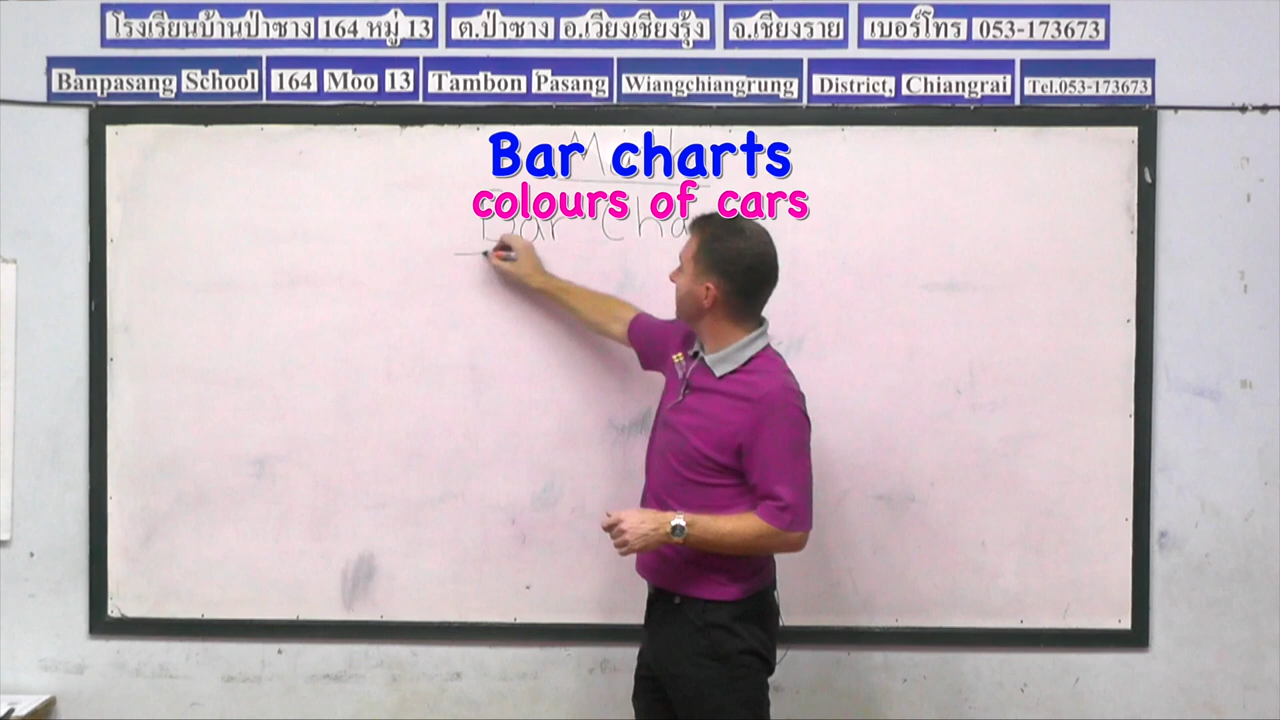 โรงเรียนบ้านป่าซาง 164 หมู่ 13 ต.ป่าซาง อ.เวียงเชียงรุ้ง จ.เชียงราย เบอร์โทร 053-173673
Banpasang School 164 Moo 13 Tambon Pasang Wiangchiangrung District, Chiangrai Tel.053-173673
Bar charts
colours of cars
Bar Cha